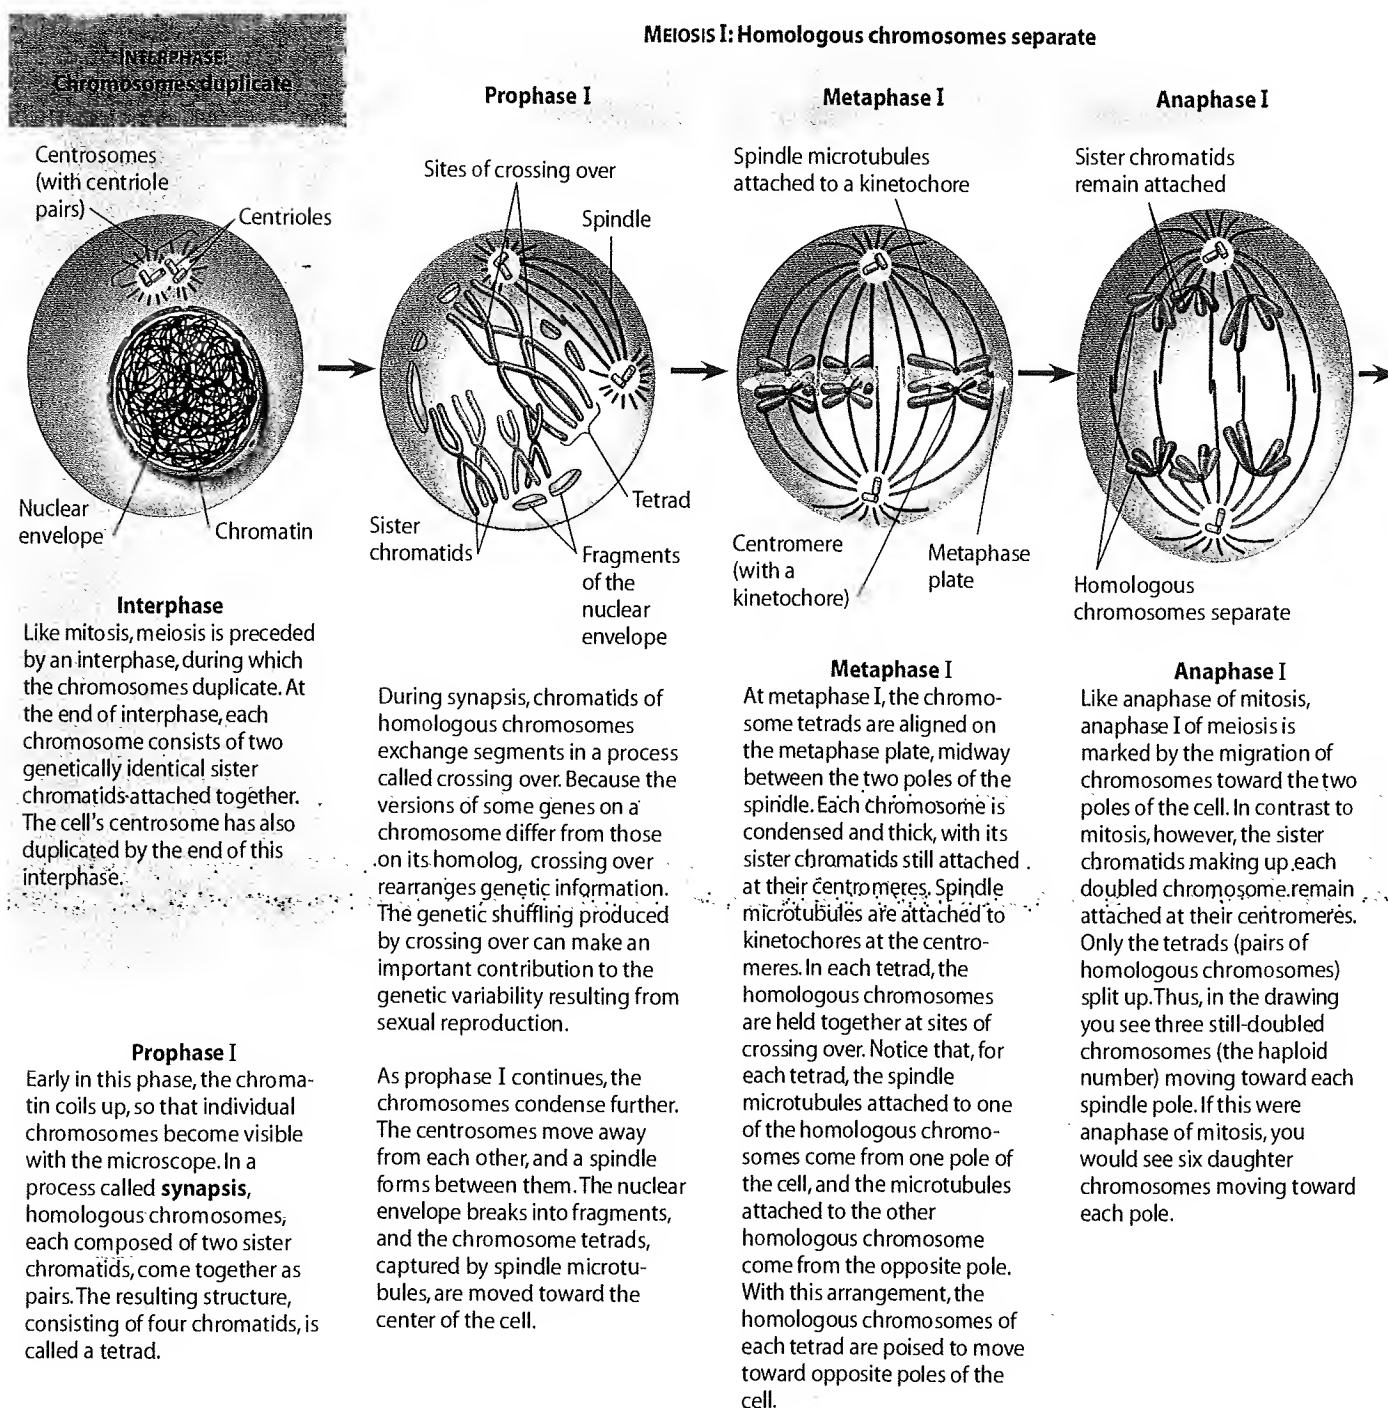 MEIOSIS I: Homologous chromosomes separate
INTERPHASE:
Chromosomes duplicate
Prophase I
Metaphase I
Anaphase I
Centrosomes
(with centriole
pairs)
Centrioles
Nuclear
envelope
Chromatin
Sites of crossing over
Spindle
Tetrad
Sister
chromatids
Fragments
of the
nuclear
envelope
Spindle microtubules
attached to a kinetochore
Centromere
(with a
kinetochore)
Metaphase
plate
Sister chromatids
remain attached
Homologous
chromosomes separate
Interphase
Like mitosis, meiosis is preceded
by an interphase, during which
the chromosomes duplicate. At
the end of interphase, each
chromosome consists of two
genetically identical sister
chromatids attached together.
The cell's centrosome has also
duplicated by the end of this
interphase.
Prophase I
Early in this phase, the chroma-
tin coils up, so that individual
chromosomes become visible
with the microscope. In a
process called synapsis,
homologous chromosomes,
each composed of two sister
chromatids, come together as
pairs. The resulting structure,
consisting of four chromatids, is
called a tetrad.
During synapsis, chromatids of
homologous chromosomes
exchange segments in a process
called crossing over. Because the
versions of some genes on a
chromosome differ from those
on its homolog, crossing over
rearranges genetic information.
The genetic shuffling produced
by crossing over can make an
important contribution to the
genetic variability resulting from
sexual reproduction.
As prophase I continues, the
chromosomes condense further.
The centrosomes move away
from each other, and a spindle
forms between them. The nuclear
envelope breaks into fragments,
and the chromosome tetrads,
captured by spindle microtu-
bules, are moved toward the
center of the cell.
Metaphase I
At metaphase I, the chromo-
some tetrads are aligned on
the metaphase plate, midway
between the two poles of the
spindle. Each chromosome is
condensed and thick, with its
sister chromatids still attached
at their centromeres. Spindle
microtubules are attached to
kinetochores at the centro-
meres. In each tetrad, the
homologous chromosomes
are held together at sites of
crossing over. Notice that, for
each tetrad, the spindle
microtubules attached to one
of the homologous chromo-
somes come from one pole of
the cell, and the microtubules
attached to the other
homologous chromosome
come from the opposite pole.
With this arrangement, the
homologous chromosomes of
each tetrad are poised to move
toward opposite poles of the
cell.
Anaphase I
Like anaphase of mitosis,
anaphase I of meiosis is
marked by the migration of
chromosomes toward the two
poles of the cell. In contrast to
mitosis, however, the sister
chromatids making up each
doubled chromosome remain
attached at their centromeres.
Only the tetrads (pairs of
homologous chromosomes)
split up. Thus, in the drawing
you see three still-doubled
chromosomes (the haploid
number) moving toward each
spindle pole. If this were
anaphase of mitosis, you
would see six daughter
chromosomes moving toward
each pole.